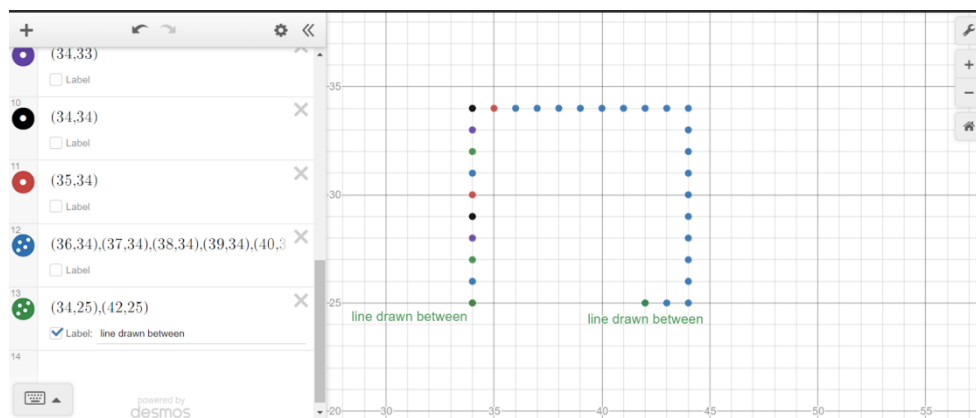 (34,33)
Label
10
(34,34)
Label
11
(35,34)
Label
12
(36,34),(37,34),(38,34),(39,34),(40,3
Label
13
(34,25),(42,25)
Label: line drawn between
14
powered by
desmos
35
30
25
line drawn between
line drawn between
20
30
35
40
45
50
55